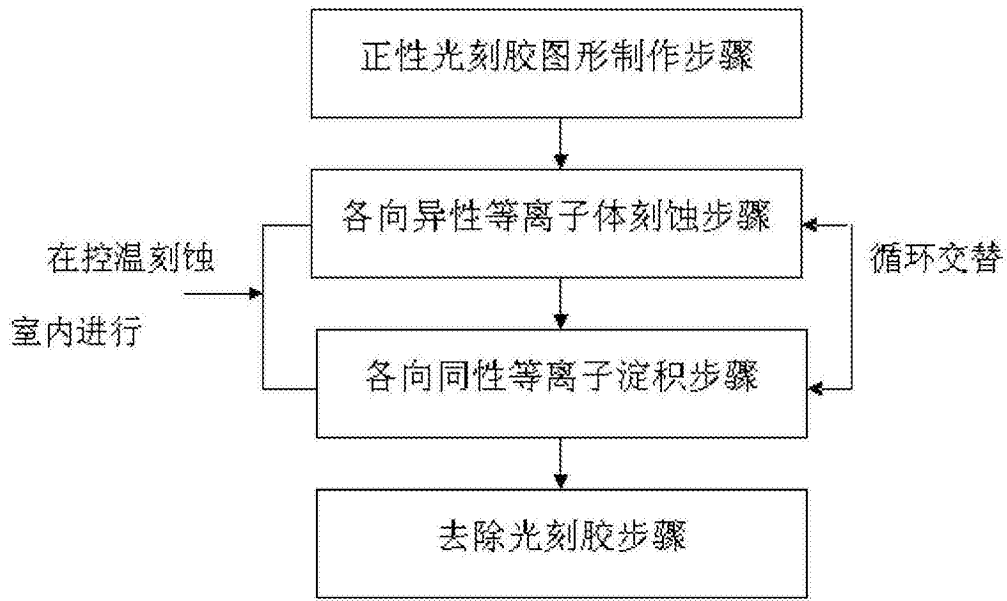 正性光刻胶图形制作步骤
各向异性等离子体刻蚀步骤
在控温刻蚀
室内进行
循环交替
各向同性等离子淀积步骤
去除光刻胶步骤